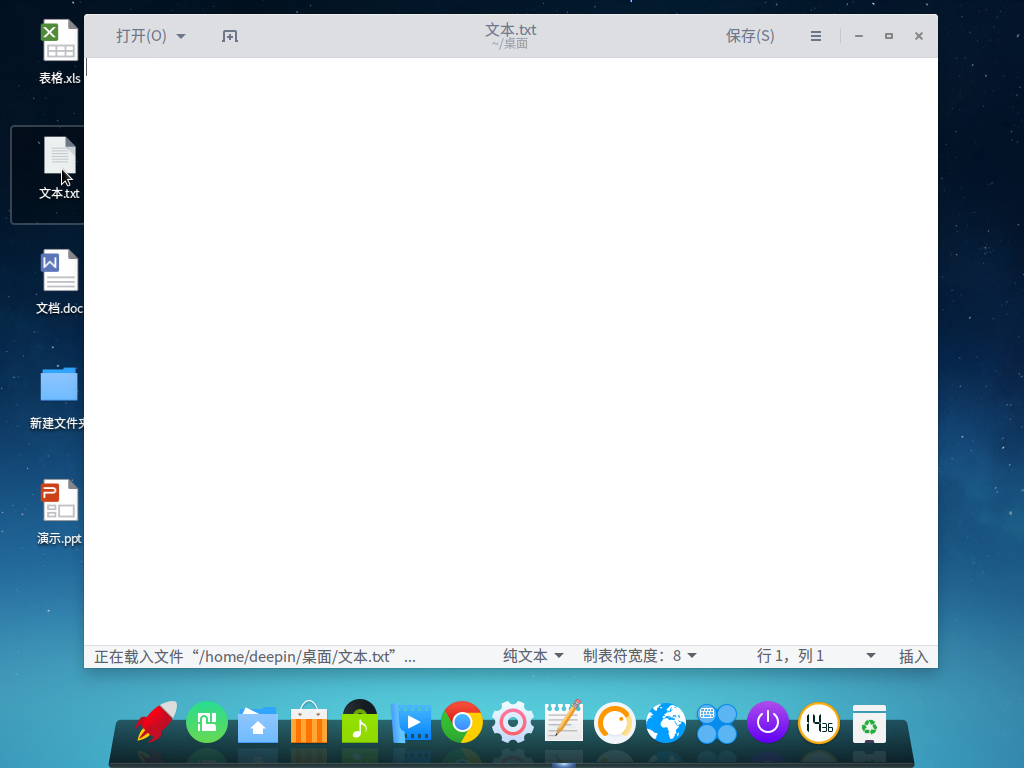 打开(O)
文本.txt
~/桌面
保存(S)
表格.xls
文本.txt
文档.doc
新建文件夹
演示.ppt
正在载入文件“/home/deepin/桌面/文本.txt”…
纯文本
制表符宽度：8
行 1，列 1
插入
14 36